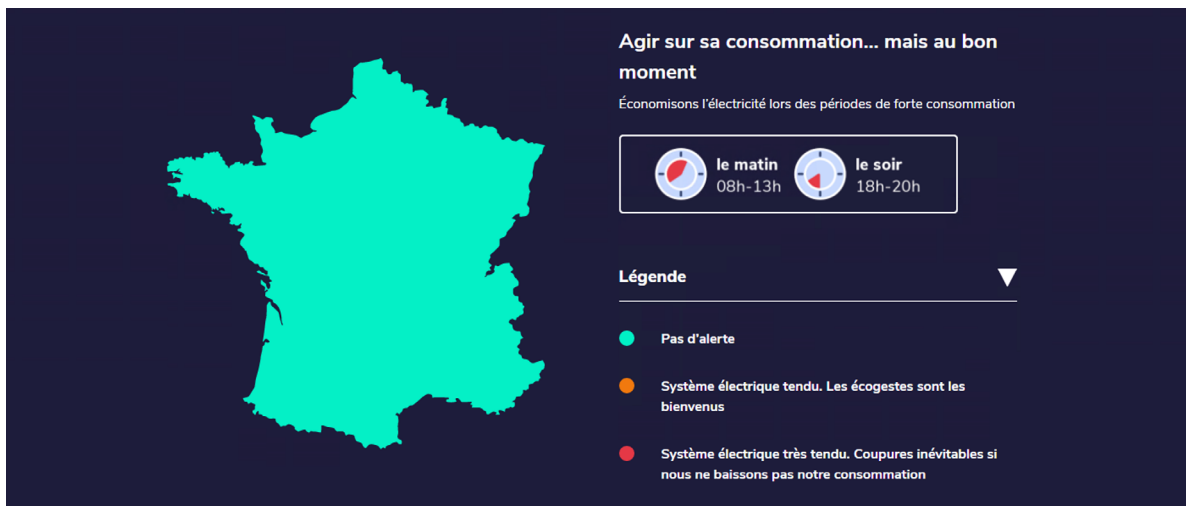 Agir sur sa consommation... mais au bon
moment
Économisons l'électricité lors des périodes de forte consommation
le matin
08h-13h
le soir
18h-20h
Légende
Pas d'alerte
Système électrique tendu. Les écogestes sont les
bienvenus
Système électrique très tendu. Coupures inévitables si
nous ne baissons pas notre consommation